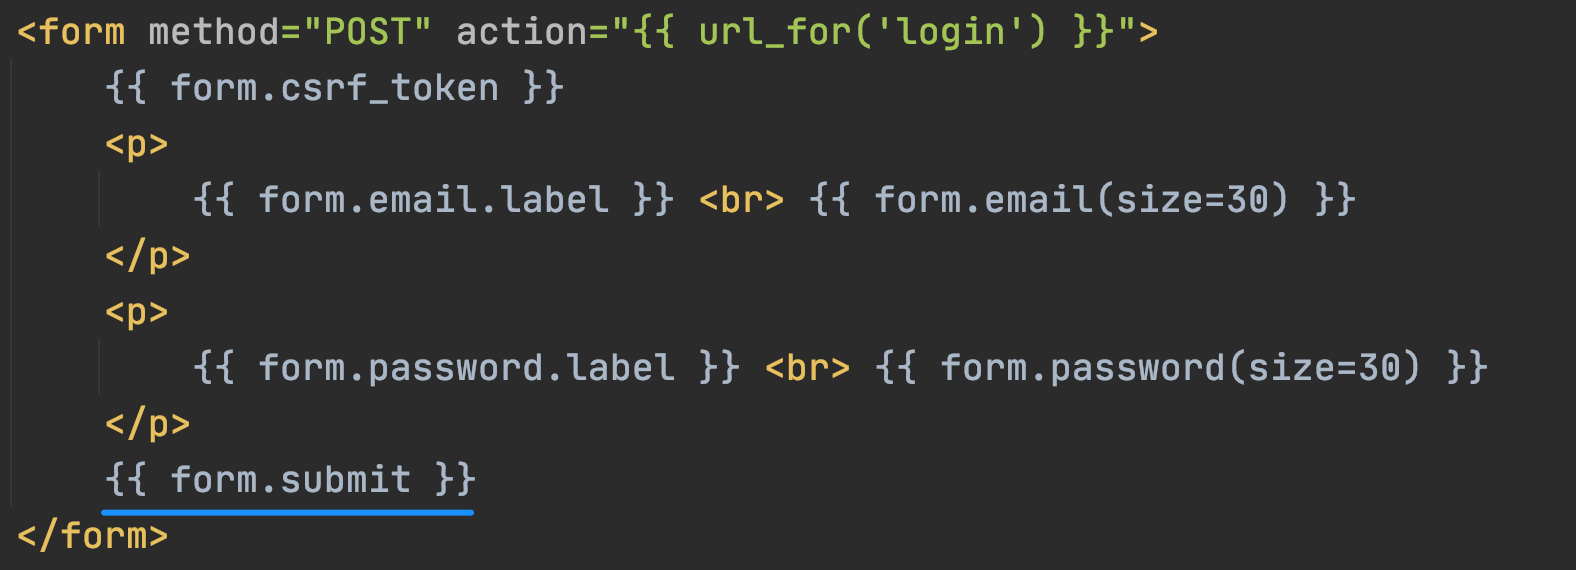 <form method="POST" action="{{ url_for('login') }}">
{{ form.csrf_token }}
<p>
{{ form.email.label }} <br> {{ form.email(size=30) }}
</p>
<p>
{{ form.password.label }} <br> {{ form.password(size=30) }}
</p>
{{ form.submit }}
</form>